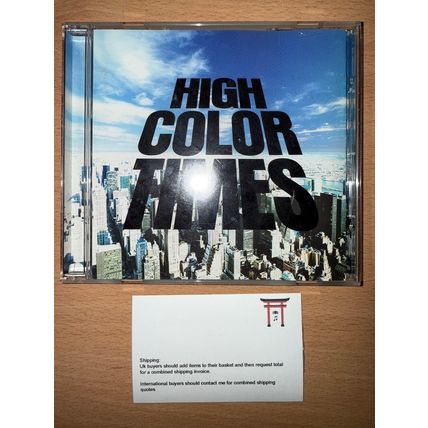 HIGH
COLOR
TIMES
Shipping:
Uk buyers should add items to their basket and then request total
for a combined shipping invoice.
International buyers should contact me for combined shipping
quotes